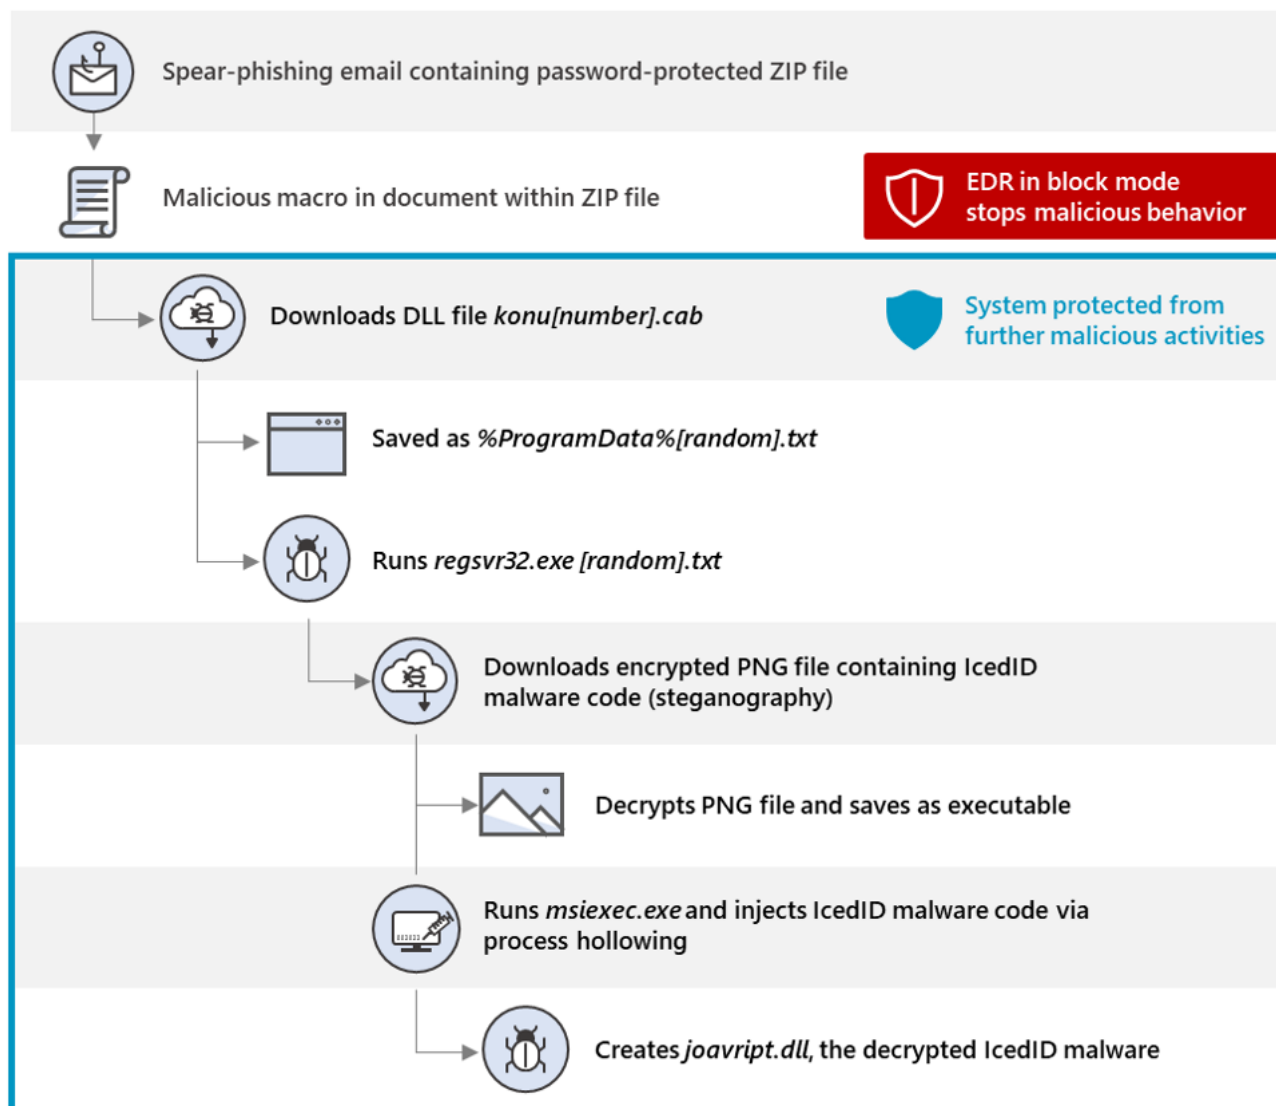 Spear-phishing email containing password-protected ZIP file
Malicious macro in document within ZIP file
EDR in block mode
stops malicious behavior
Downloads DLL file konu[number].cab
System protected from
further malicious activities
Saved as %ProgramData%[random].txt
Runs regsvr32.exe [random].txt
Downloads encrypted PNG file containing IcedID
malware code (steganography)
Decrypts PNG file and saves as executable
Runs msiexec.exe and injects IcedID malware code via
process hollowing
Creates joavript.dll, the decrypted IcedID malware